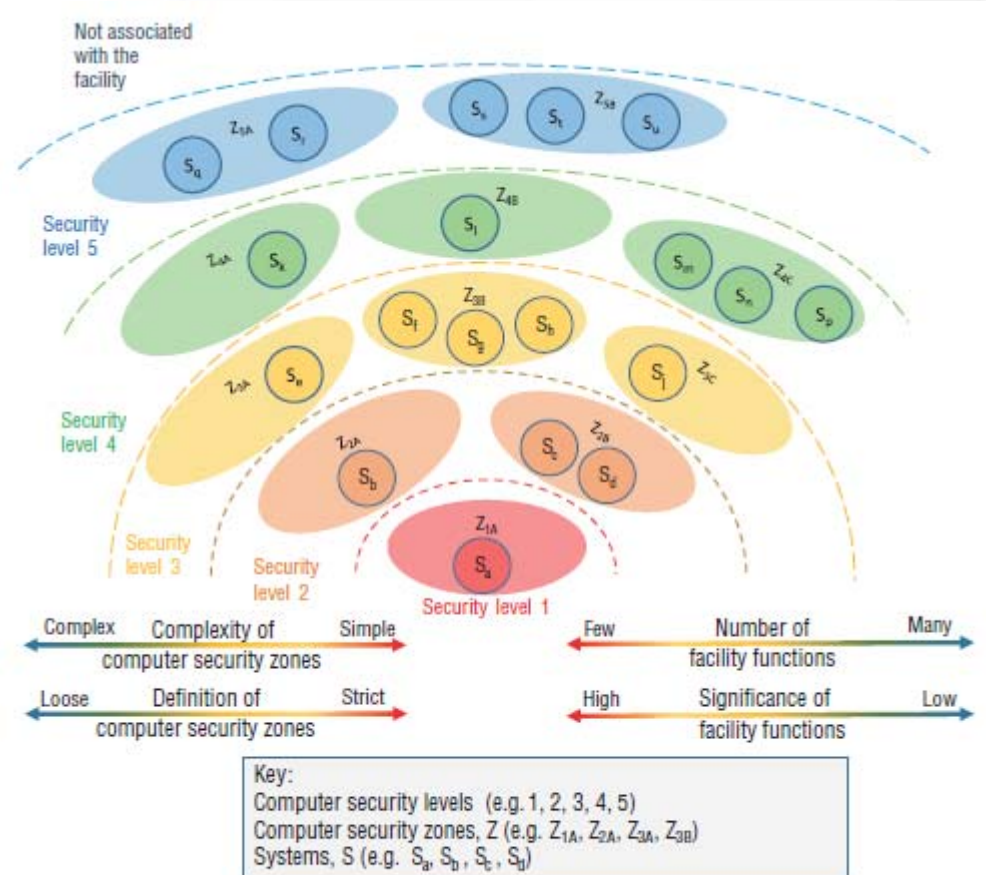 Not associated
with the
facility
Z5A
Sr
Sq
Ss
St
Z5B
Su
Security
level 5
Z4A
Sk
Z4B
Sl
Sm
Sn
Z4C
Sp
Security
level 4
Z3A
Se
Z3B
Sf
Sg
Sh
Sj
Z3C
Security
level 3
Z2A
Sb
Sc
Z2B
Sd
Security
level 2
Z1A
Sa
Security level 1
Complex Complexity of Simple
computer security zones
Few Number of Many
facility functions
Loose Definition of Strict
computer security zones
High Significance of Low
facility functions
Key:
Computer security levels (e.g. 1, 2, 3, 4, 5)
Computer security zones, Z (e.g. Z1A, Z2A, Z3A, Z3B)
Systems, S (e.g. Sa, Sb , Sc , Sd)